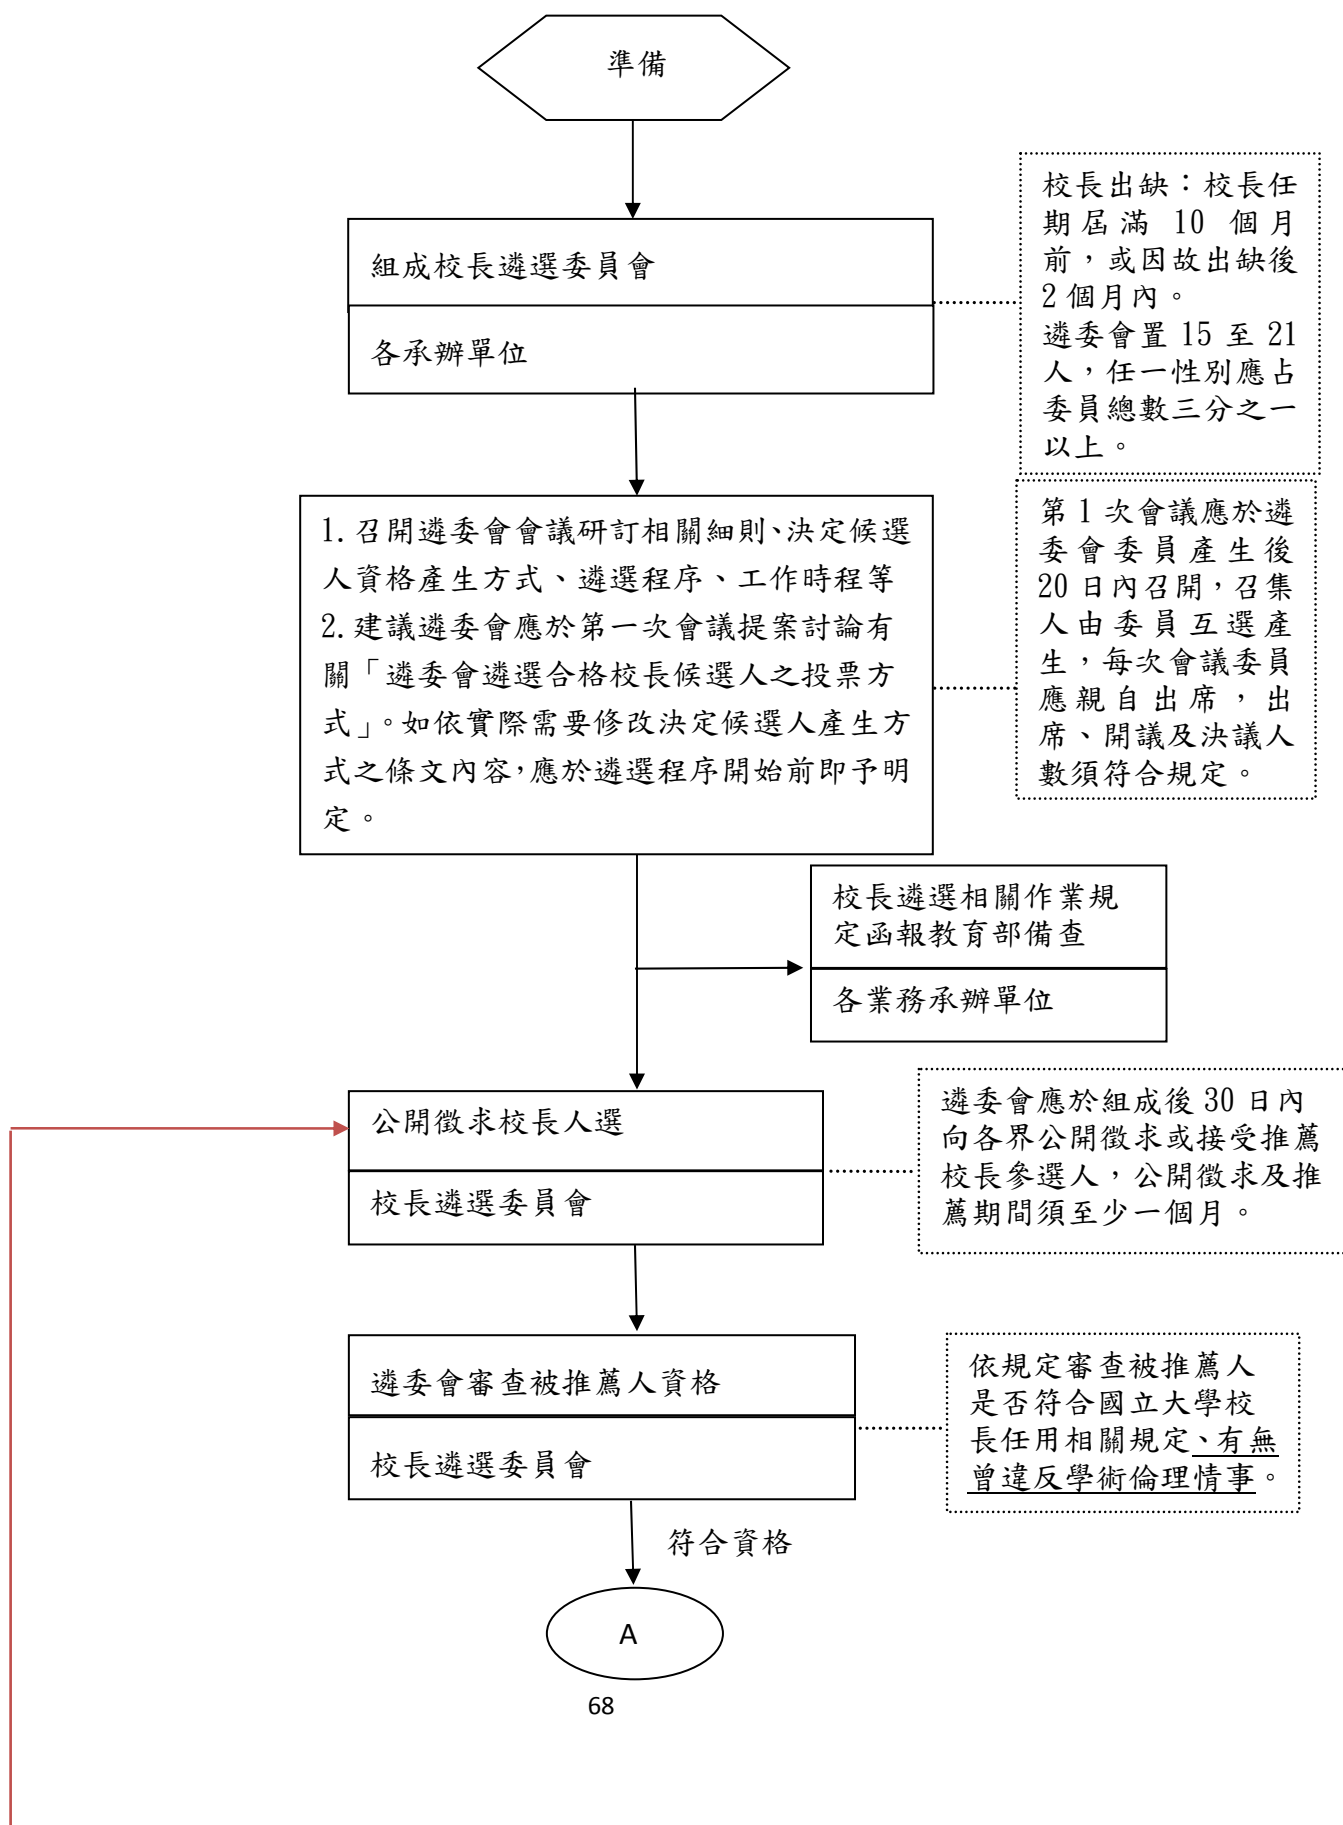 準備
校長出缺：校長任
期屆滿 10 個月
前，或因故出缺後
2 個月內。
遴委會置 15 至 21
人，任一性別應占
委員總數三分之一
以上。
組成校長遴選委員會
各承辦單位
1. 召開遴委會會議研訂相關細則、決定候選
人資格產生方式、遴選程序、工作時程等
2. 建議遴委會應於第一次會議提案討論有
關「遴委會遴選合格校長候選人之投票方
式」。如依實際需要修改決定候選人產生方
式之條文內容，應於遴選程序開始前即予明
定。
第 1 次會議應於遴
委會委員產生後
20 日內召開，召集
人由委員互選產
生，每次會議委員
應親自出席，出
席、開議及決議人
數須符合規定。
校長遴選相關作業規
定函報教育部備查
各業務承辦單位
公開徵求校長人選
校長遴選委員會
遴委會應於組成後 30 日內
向各界公開徵求或接受推薦
校長參選人，公開徵求及推
薦期間須至少一個月。
遴委會審查被推薦人資格
校長遴選委員會
依規定審查被推薦人
是否符合國立大學校
長任用相關規定、有無
曾違反學術倫理情事。
符合資格
A
68